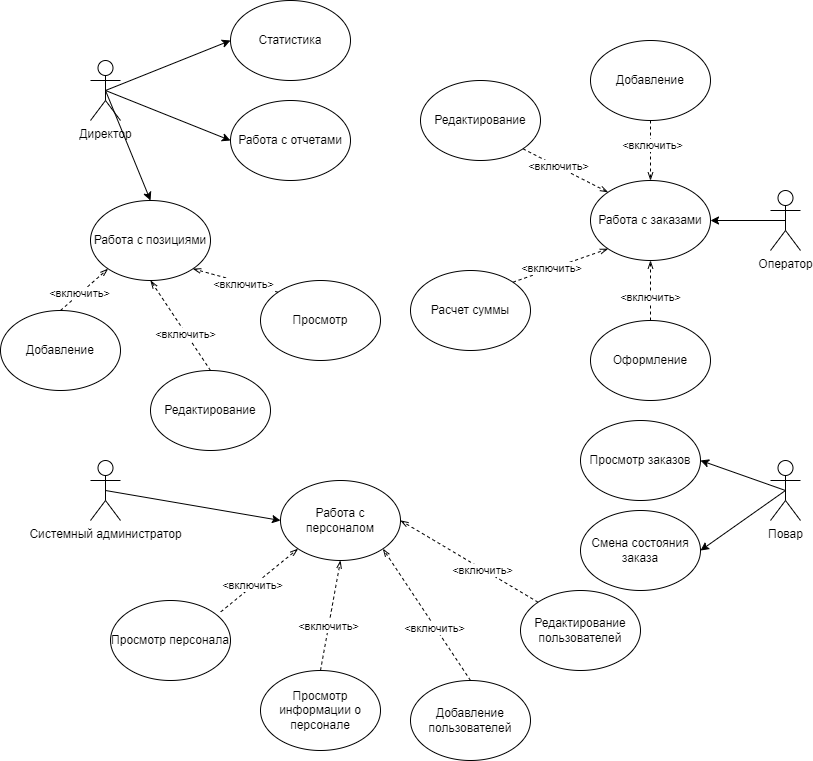 Статистика
Директор
Работа с отчетами
Работа с позициями
<включить>
<включить>
<включить>
Добавление
Просмотр
Редактирование
Добавление
Редактирование
<включить>
<включить>
Работа с заказами
Оператор
<включить>
<включить>
Расчет суммы
Оформление
Системный администратор
Работа с
персоналом
Просмотр заказов
Повар
Смена состояния
заказа
<включить>
<включить>
<включить>
<включить>
Просмотр персонала
Просмотр
информации о
персонале
Добавление
пользователей
Редактирование
пользователей